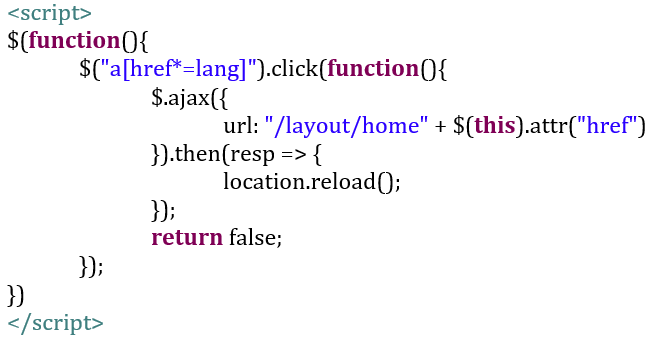 <script>
$(function(){
$("a[href*=lang]").click(function(){
$.ajax({
url: "/layout/home" + $(this).attr("href")
}).then(resp => {
location.reload();
});
return false;
});
})
</script>